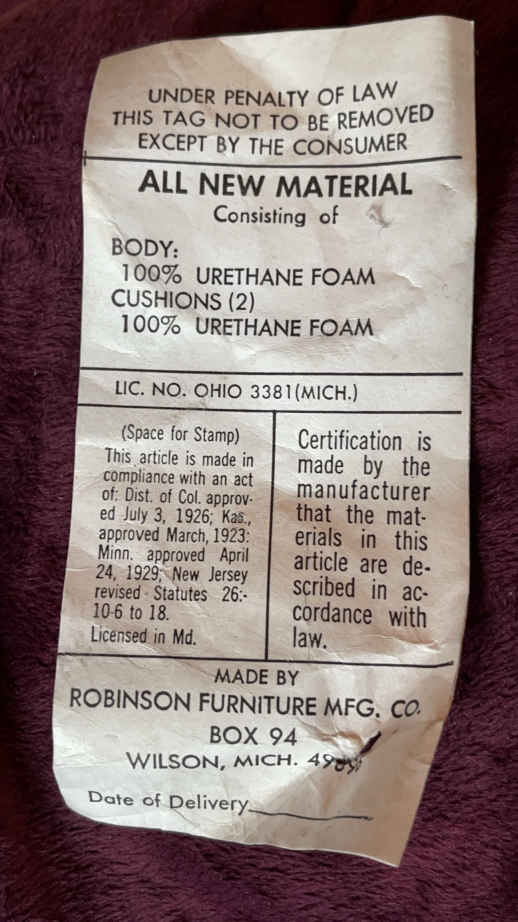 UNDER PENALTY OF LAW
THIS TAG NOT TO BE REMOVED
EXCEPT BY THE CONSUMER
ALL NEW MATERIAL
Consisting of
BODY:
100% URETHANE FOAM
CUSHIONS (2)
100% URETHANE FOAM
LIC. NO. OHIO 3381(MICH.)
(Space for Stamp)
This article is made in
compliance with an act
of: Dist. of Col. approv-
ed July 3, 1926; Kas.,
approved March, 1923:
Minn. approved April
24, 1929; New Jersey
revised Statutes 26:-
10-6 to 18.
Licensed in Md.
Certification is
made by the
manufacturer
that the mat-
erials in this
article are de-
scribed in ac-
cordance with
law.
MADE BY
ROBINSON FURNITURE MFG. CO.
BOX 94
WILSON, MICH.
Date of Delivery